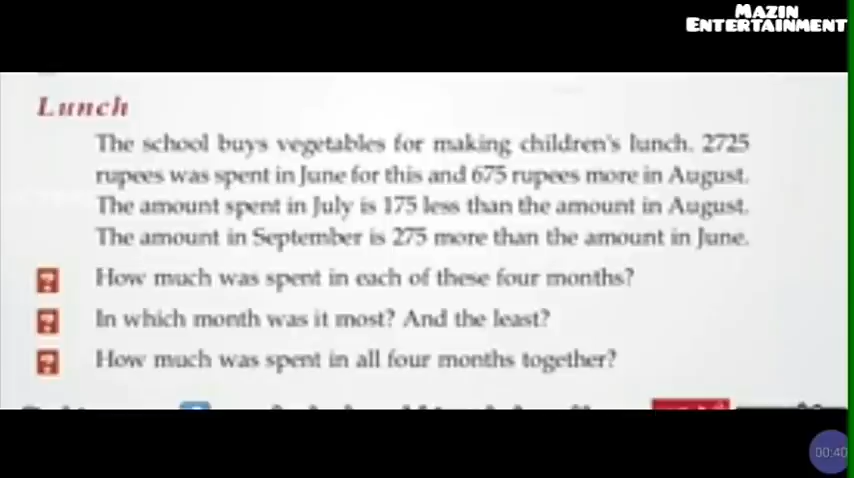 MAZIN
ENTERTAINMENT
Lunch
The school buys vegetables for making children's lunch. 2725
rupees was spent in June for this and 675 rupees more in August.
The amount spent in July is 175 less than the amount in August.
The amount in September is 275 more than the amount in June.
? How much was spent in each of these four months?
? In which month was it most? And the least?
? How much was spent in all four months together?
00:40